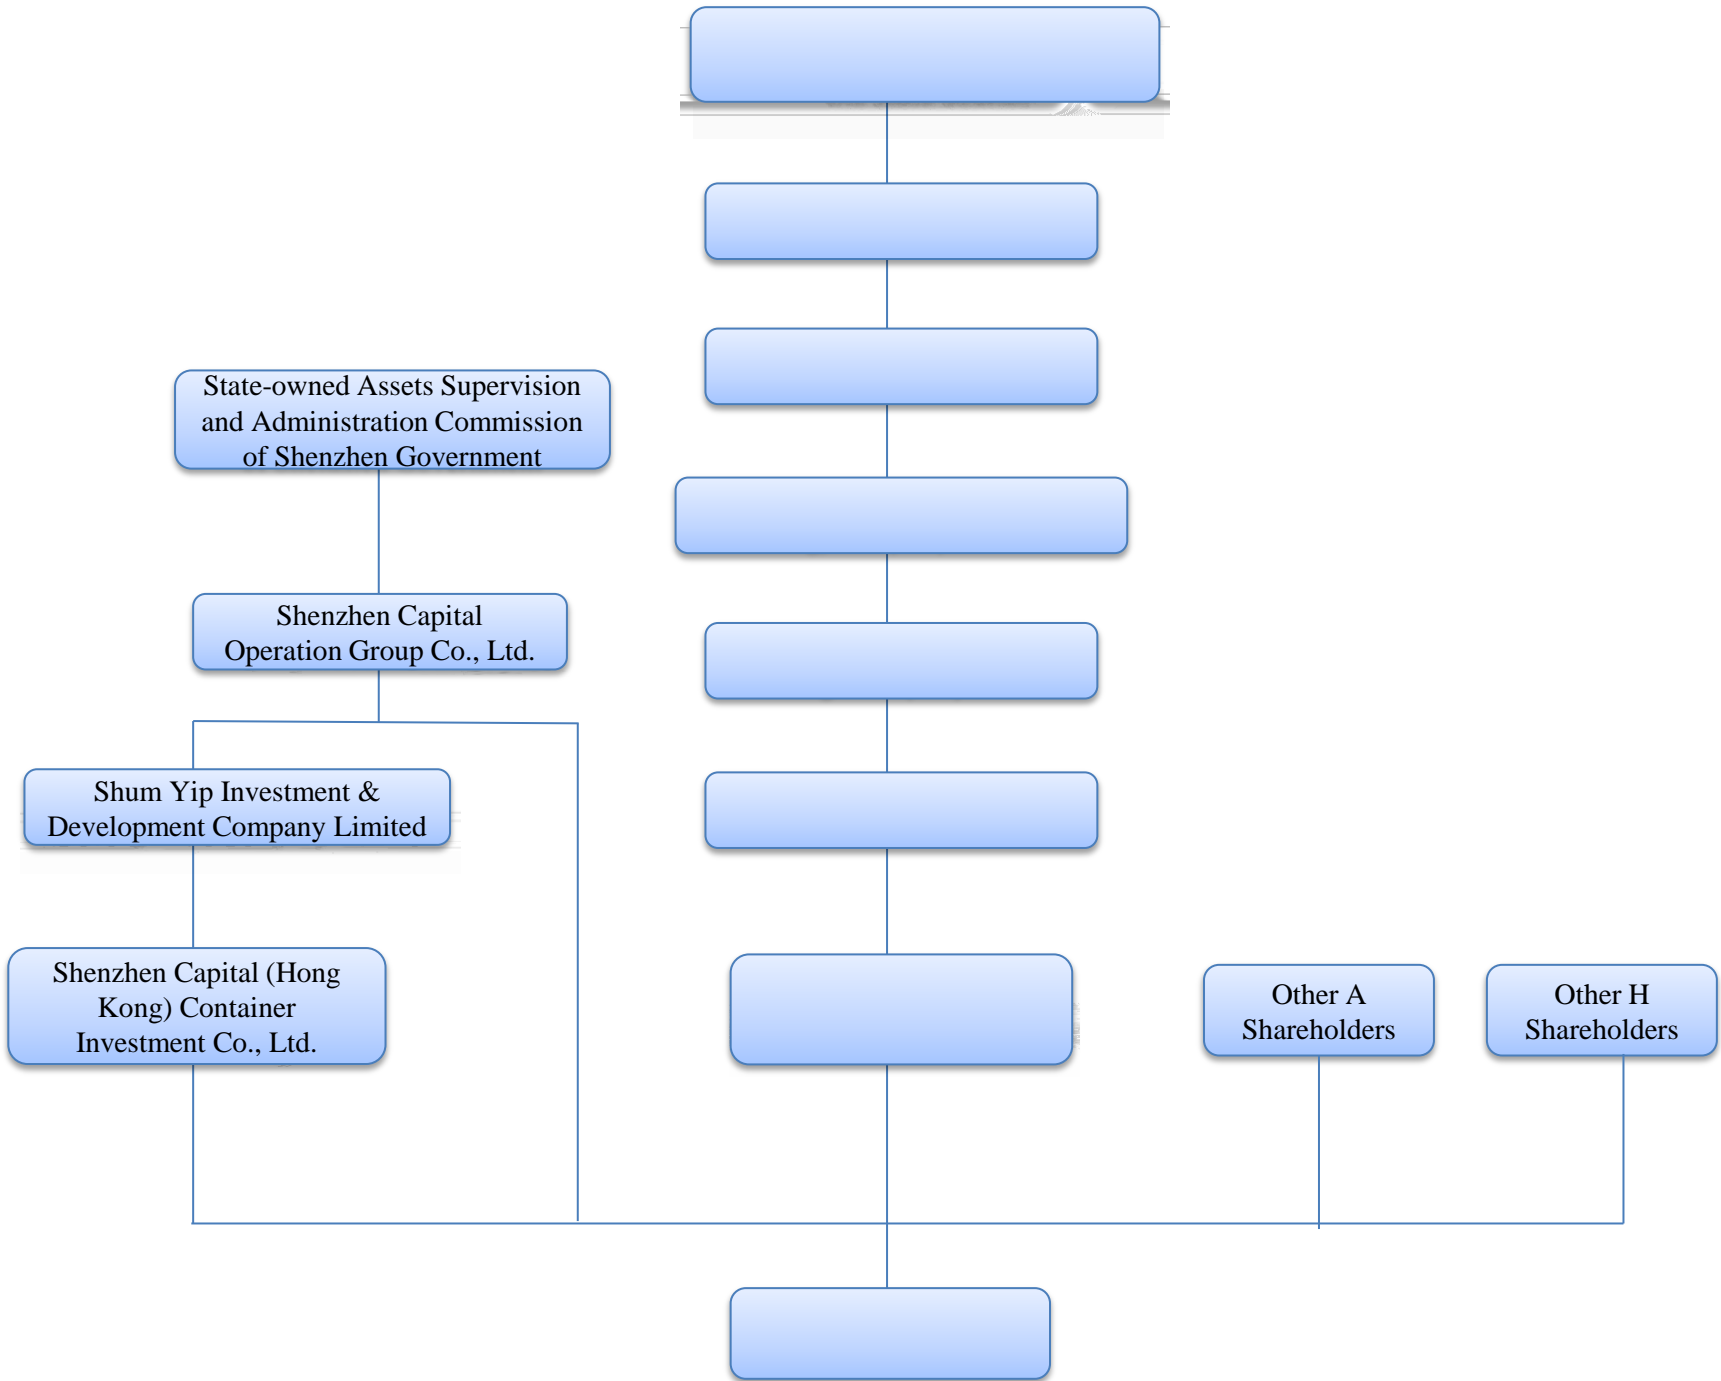 State-owned Assets Supervision
and Administration Commission
of Shenzhen Government
Shenzhen Capital
Operation Group Co., Ltd.
Shum Yip Investment &
Development Company Limited
Shenzhen Capital (Hong
Kong) Container
Investment Co., Ltd.
Other A
Shareholders
Other H
Shareholders